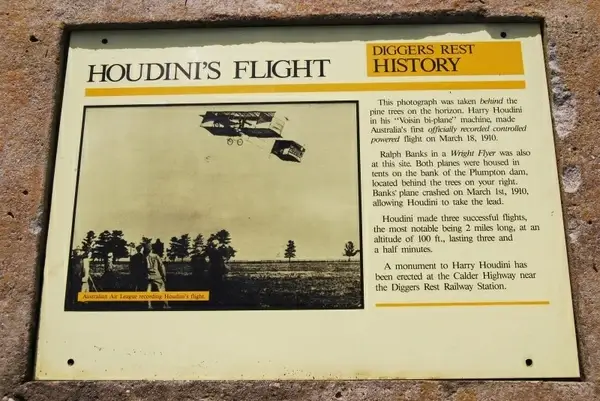 HOUDINI'S FLIGHT
DIGGERS REST
HISTORY
This photograph was taken behind the
pine trees on the horizon. Harry Houdini
in his "Voisin bi-plane" machine, made
Australia's first officially recorded controlled
powered flight on March 18, 1910.
Ralph Banks in a Wright Flyer was also
at this site. Both planes were housed in
tents on the bank of the Plumpton dam,
located behind the trees on your right.
Banks' plane crashed on March 1st, 1910,
allowing Houdini to take the lead.
Houdini made three successful flights,
the most notable being 2 miles long, at an
altitude of 100 ft., lasting three and
a half minutes.
A monument to Harry Houdini has
been erected at the Calder Highway near
the Diggers Rest Railway Station.
Australian Air League recording Houdini's flight.